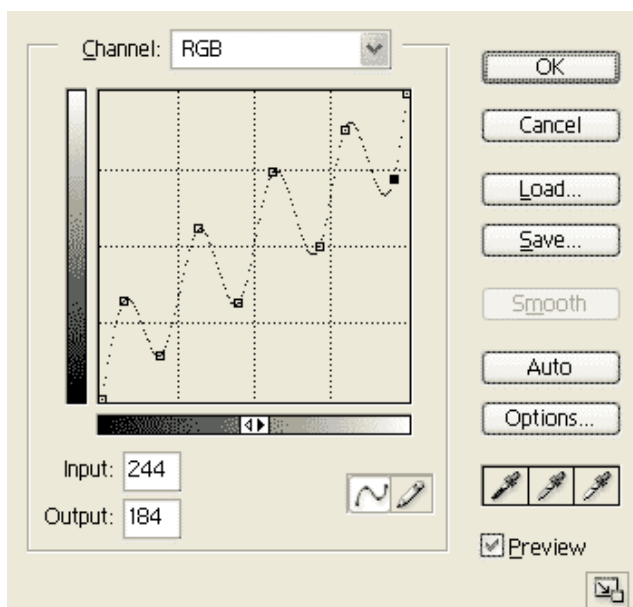 Channel: RGB
OK
Cancel
Load...
Save...
Smooth
Auto
Options...
Input: 244
Output: 184
Preview